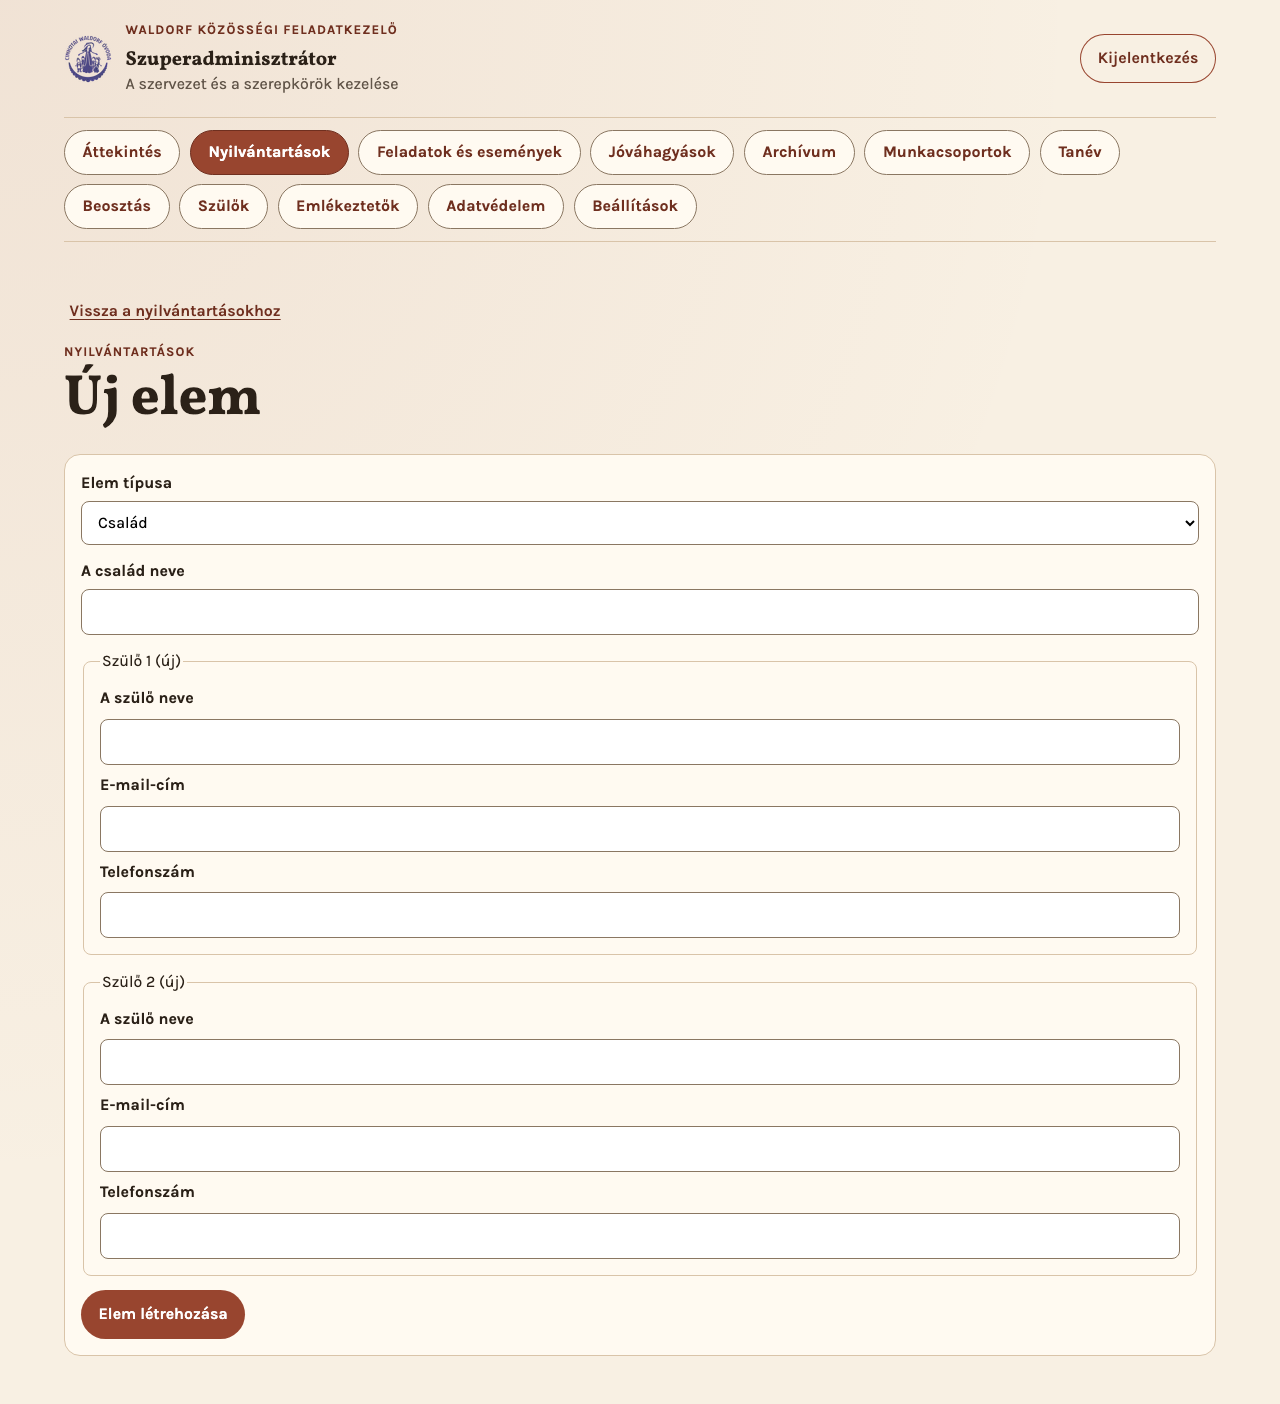 WALDORF KÖZÖSSÉGI FELADATKEZELŐ
Szuperadminisztrátor
A szervezet és a szerepkörök kezelése
Kijelentkezés
Áttekintés
Nyilvántartások
Feladatok és események
Jóváhagyások
Archívum
Munkacsoportok
Tanév
Beosztás
Szülők
Emlékeztetők
Adatvédelem
Beállítások
Vissza a nyilvántartásokhoz
NYILVÁNTARTÁSOK
Új elem
Elem típusa
Család
A család neve
Szülő 1 (új)
A szülő neve
E-mail-cím
Telefonszám
Szülő 2 (új)
A szülő neve
E-mail-cím
Telefonszám
Elem létrehozása